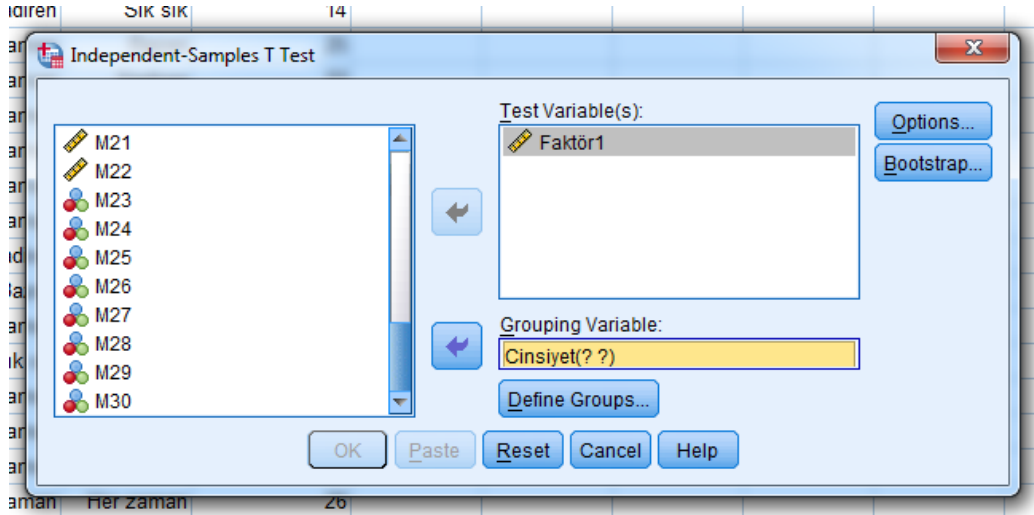 Sık sık 14
Independent-Samples T Test
Test Variable(s):
M21
M22
M23
M24
M25
M26
M27
M28
M29
M30
Faktör1
Options...
Bootstrap...
Grouping Variable:
Cinsiyet(? ?)
Define Groups...
OK Paste Reset Cancel Help
Her zaman 26